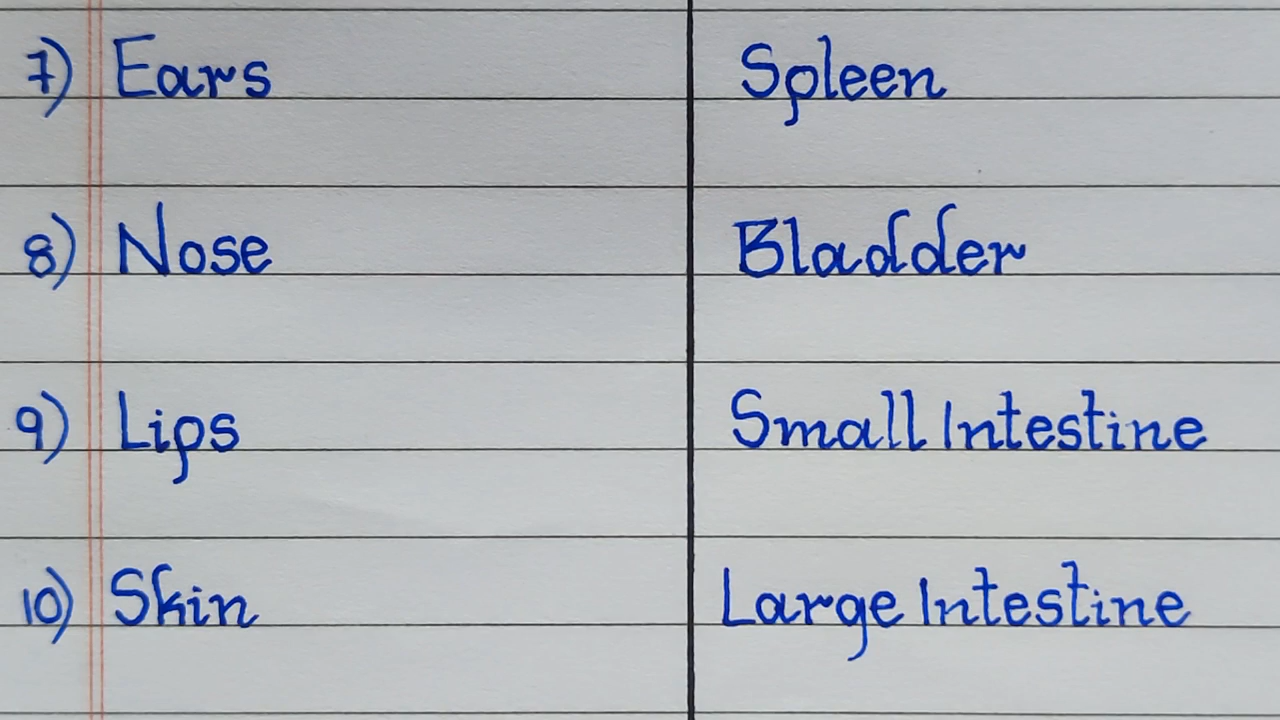 7) Ears Spleen
8) Nose Bladder
9) Lips Small Intestine
10) Skin Large Intestine